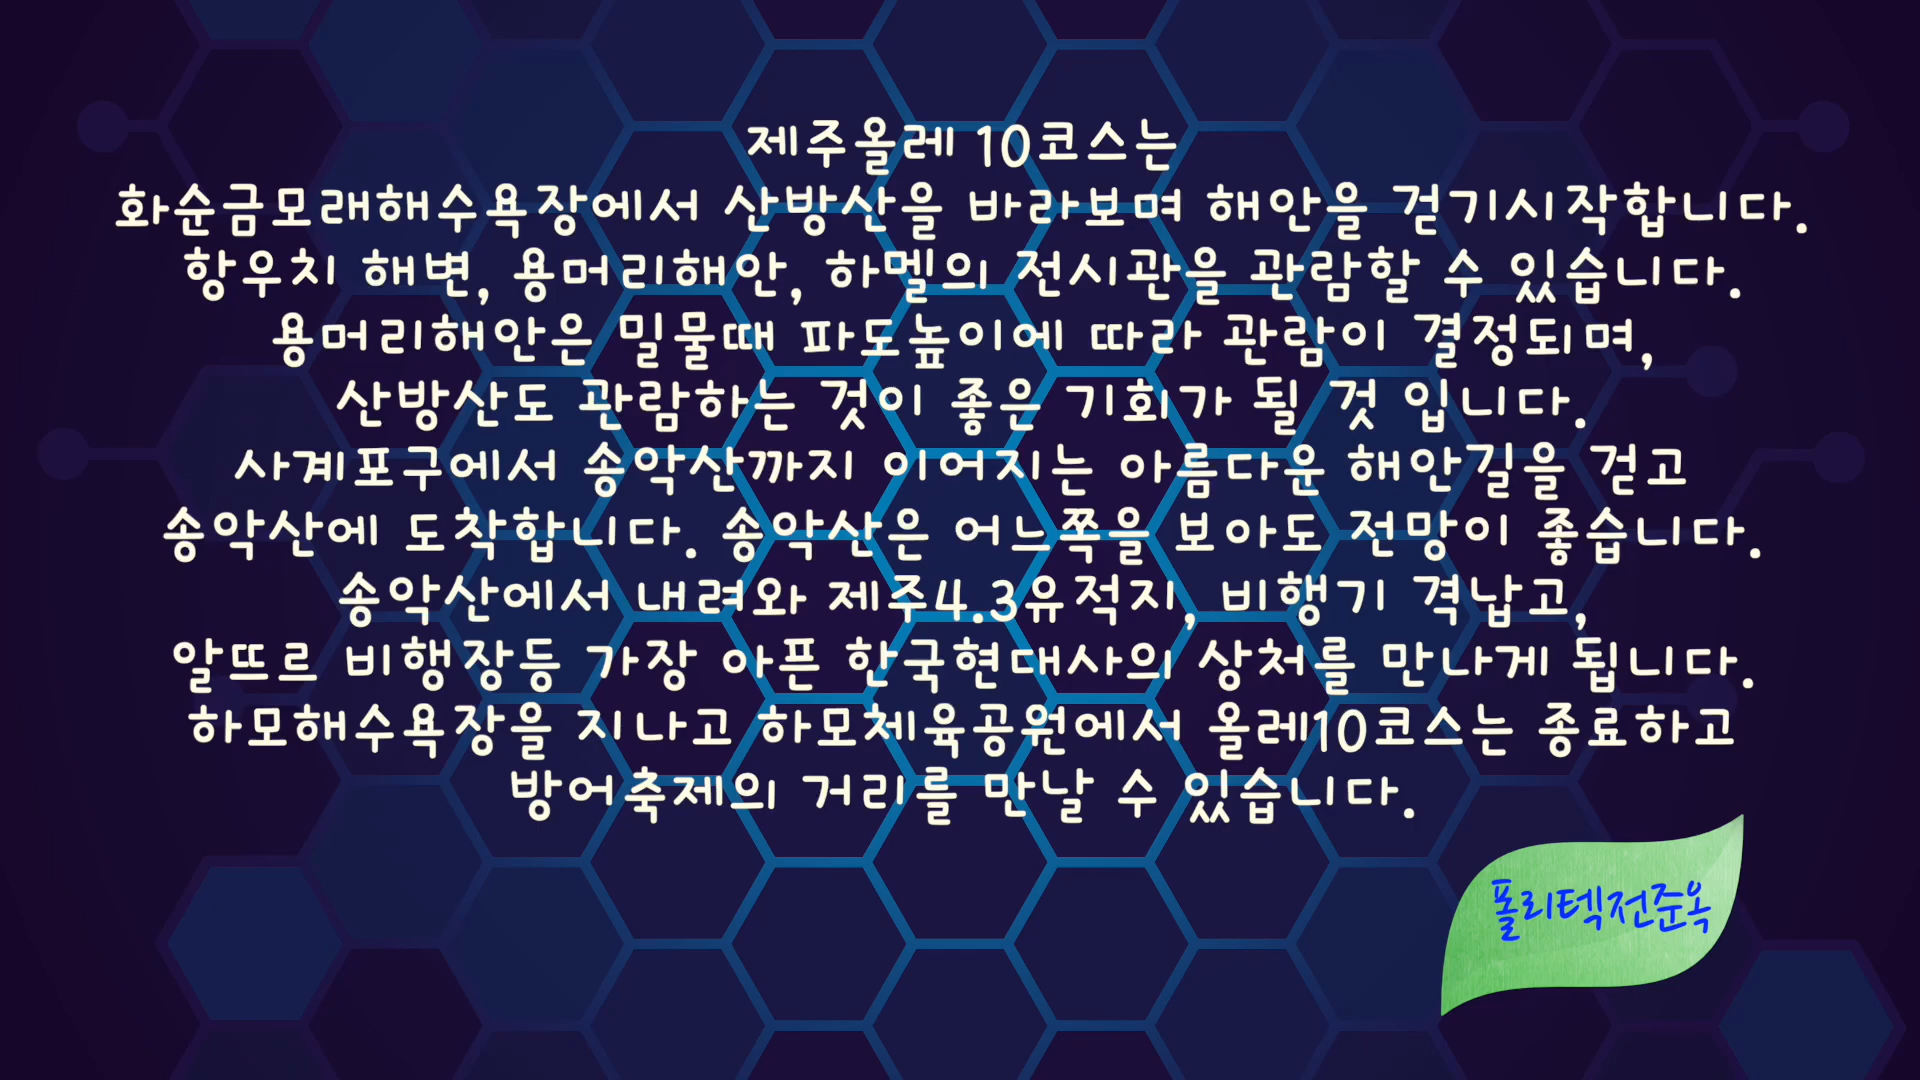 제주올레 10코스는
화순금모래해수욕장에서 산방산을 바라보며 해안을 걷기시작합니다.
항우치 해변, 용머리해안, 하멜의 전시관을 관람할 수 있습니다.
용머리해안은 밀물때 파도높이에 따라 관람이 결정되며,
산방산도 관람하는 것이 좋은 기회가 될 것 입니다.
사계포구에서 송악산까지 이어지는 아름다운 해안길을 걷고
송악산에 도착합니다. 송악산은 어느쪽을 보아도 전망이 좋습니다.
송악산에서 내려와 제주4.3유적지, 비행기 격납고,
알뜨르 비행장등 가장 아픈 한국현대사의 상처를 만나게 됩니다.
하모해수욕장을 지나고 하모체육공원에서 올레10코스는 종료하고
방어축제의 거리를 만날 수 있습니다.
폴리텍전준옥